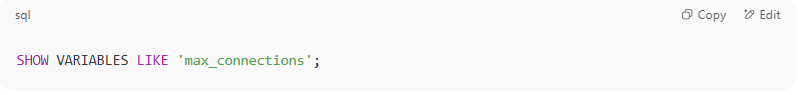 sql Copy Edit
SHOW VARIABLES LIKE 'max_connections';